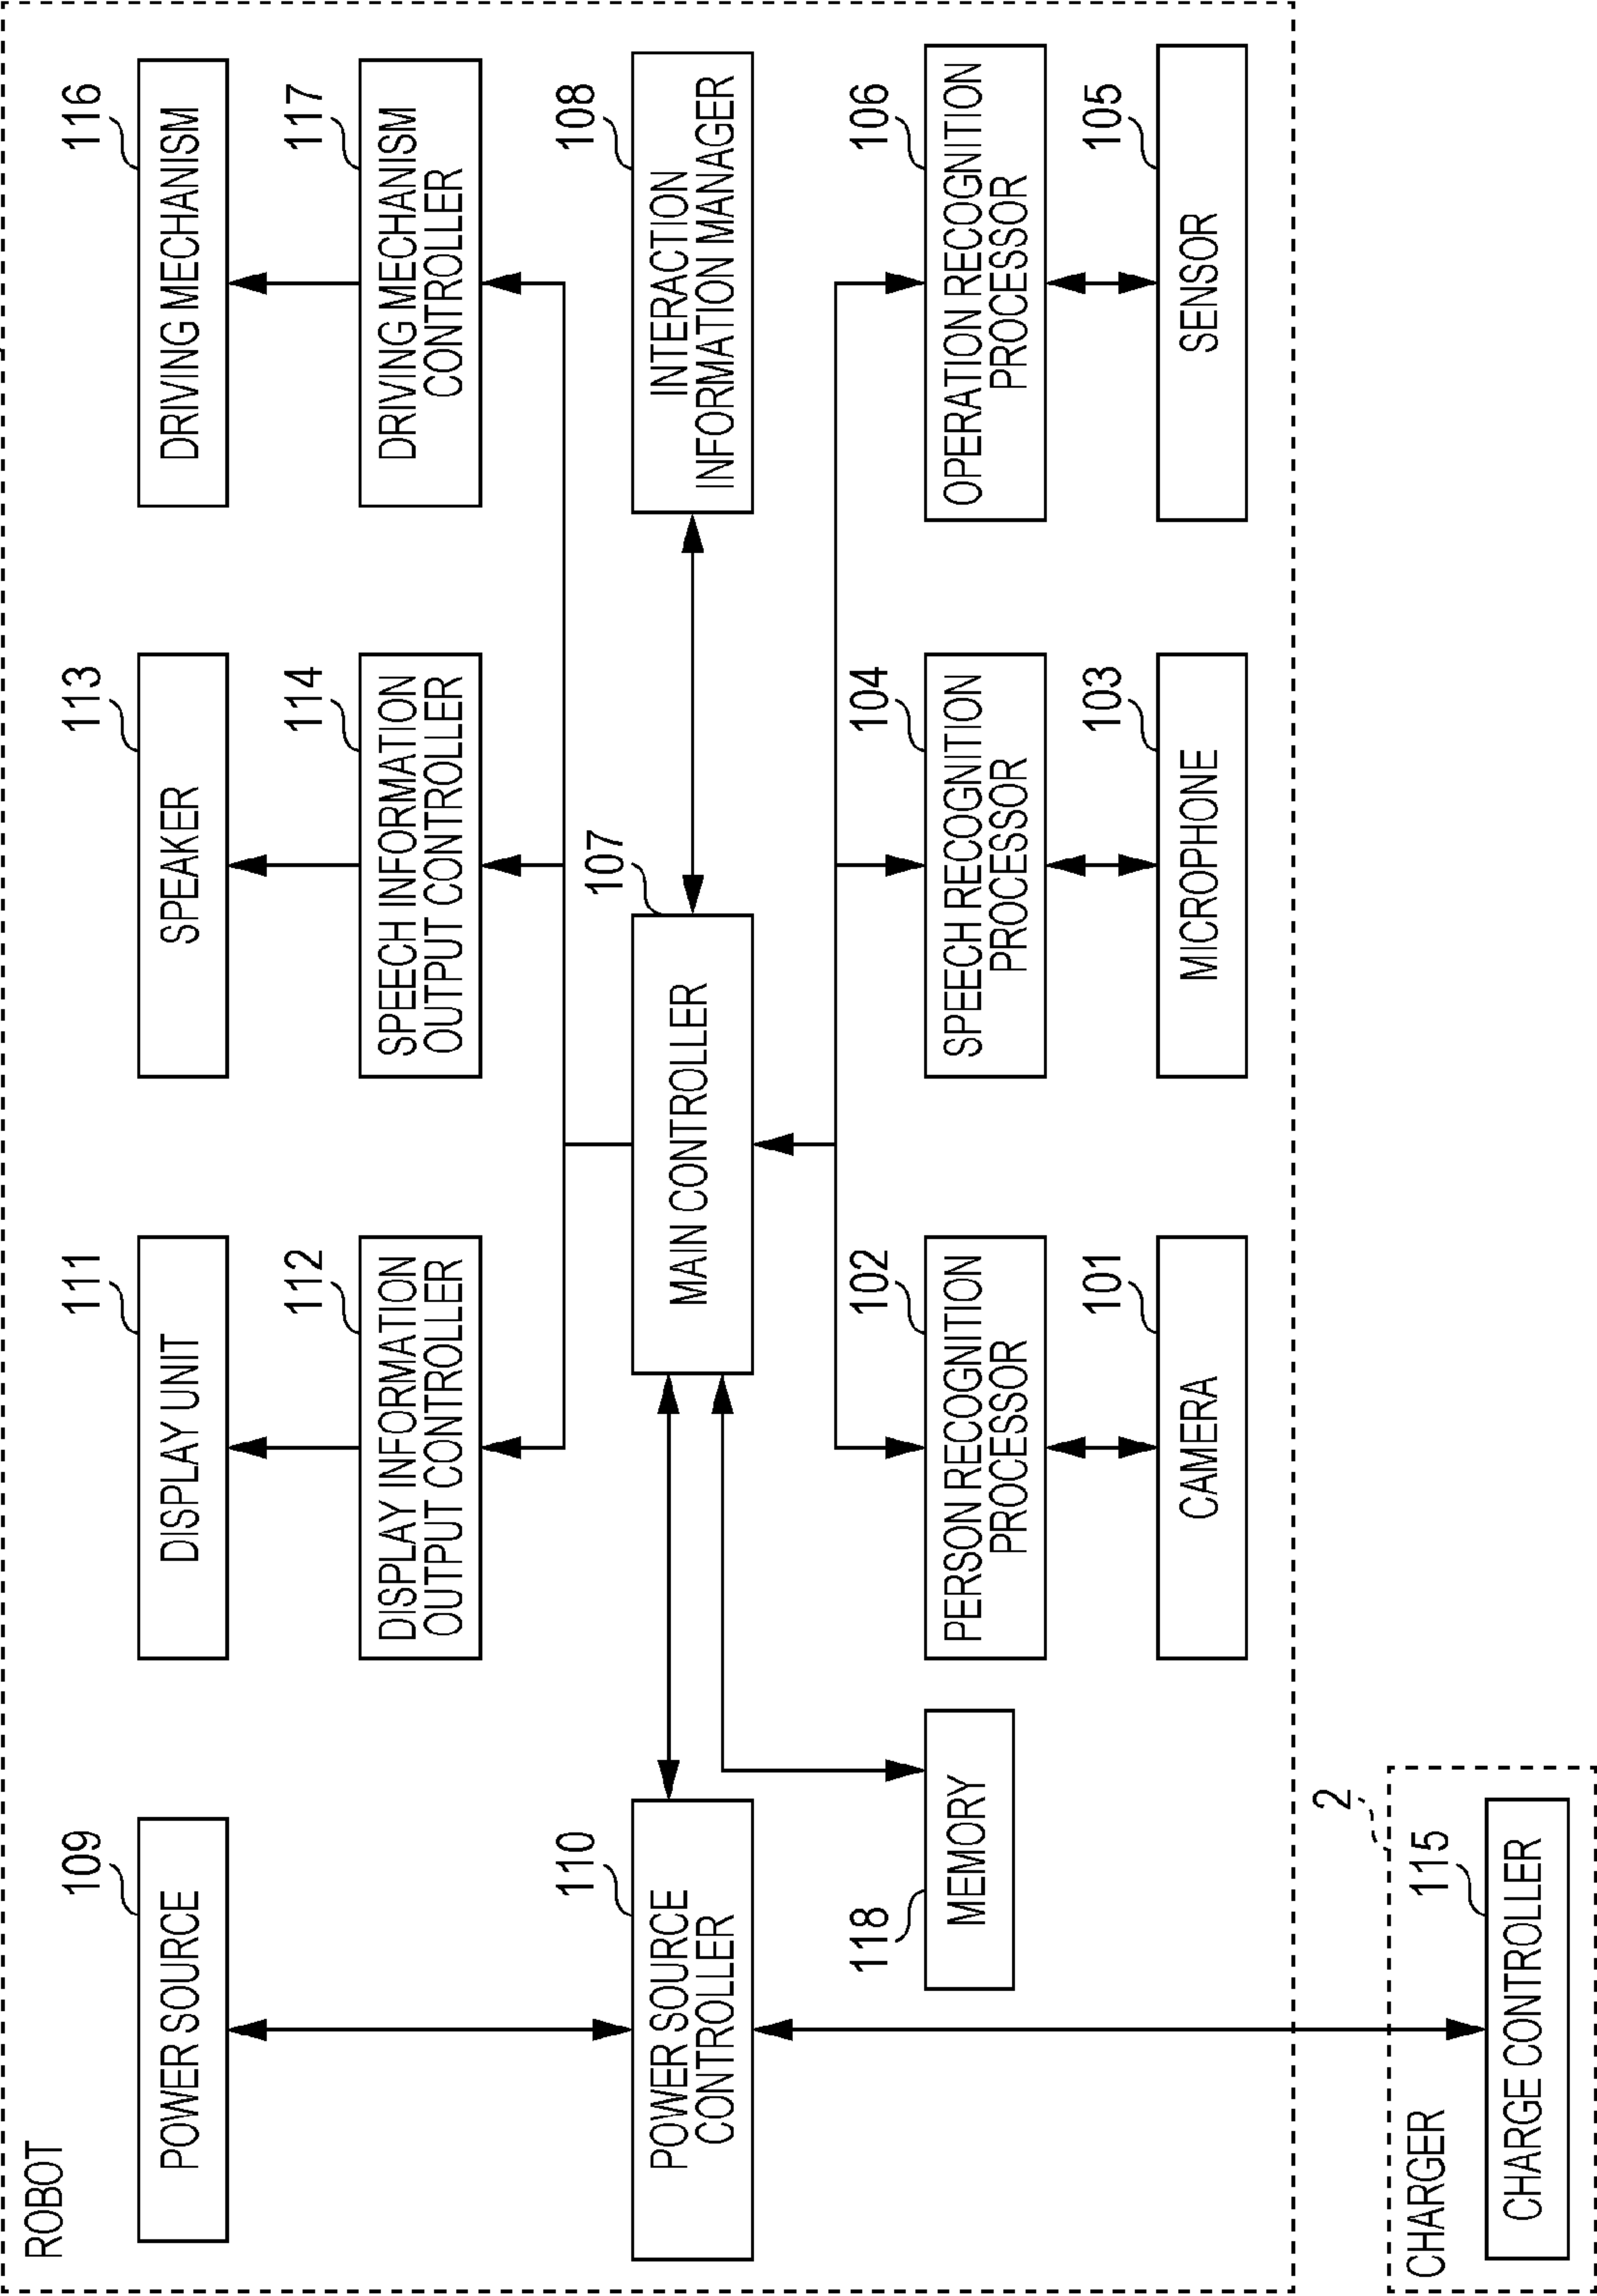 ROBOT
109
POWER SOURCE
111
DISPLAY UNIT
113
SPEAKER
116
DRIVING MECHANISM
112
DISPLAY INFORMATION
OUTPUT CONTROLLER
114
SPEECH INFORMATION
OUTPUT CONTROLLER
117
DRIVING MECHANISM
CONTROLLER
110
POWER SOURCE
CONTROLLER
107
MAIN CONTROLLER
108
INTERACTION
INFORMATION MANAGER
118
MEMORY
102
PERSON RECOGNITION
PROCESSOR
104
SPEECH RECOGNITION
PROCESSOR
106
OPERATION RECOGNITION
PROCESSOR
101
CAMERA
103
MICROPHONE
105
SENSOR
2
CHARGER
115
CHARGE CONTROLLER